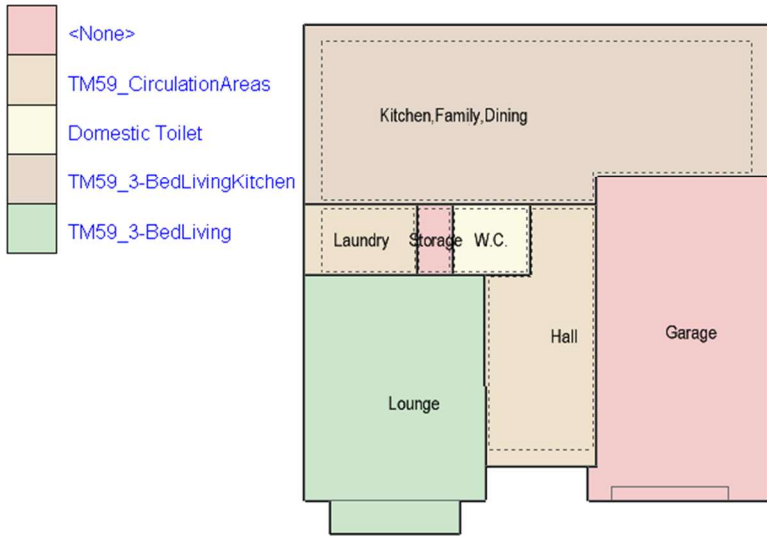 <None>
TM59_CirculationAreas
Domestic Toilet
TM59_3-BedLivingKitchen
TM59_3-BedLiving
Kitchen,Family,Dining
Laundry
Storage
W.C.
Hall
Garage
Lounge